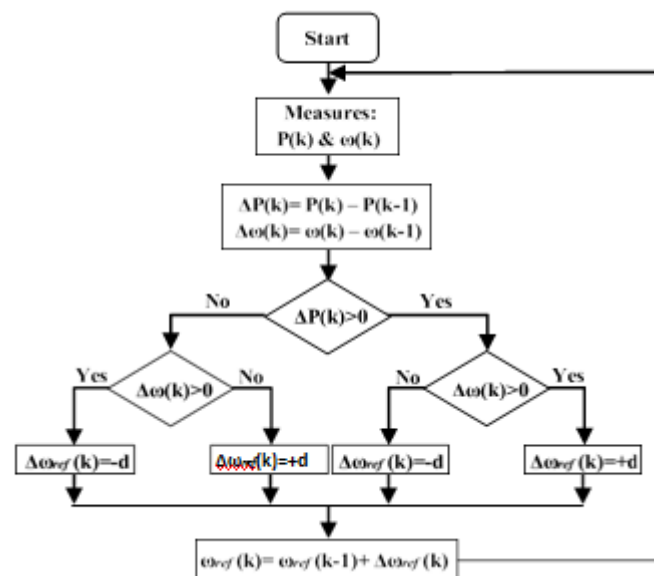 Start
Measures:
P(k) & ω(k)
ΔP(k)= P(k) – P(k-1)
Δω(k)= ω(k) – ω(k-1)
No
ΔP(k)>0
Yes
Yes
Δω(k)>0
No
No
Δω(k)>0
Yes
Δωref (k)=-d
Δωref(k)=+d
Δωref (k)=-d
Δωref (k)=+d
ωref (k)= ωref (k-1)+ Δωref (k)